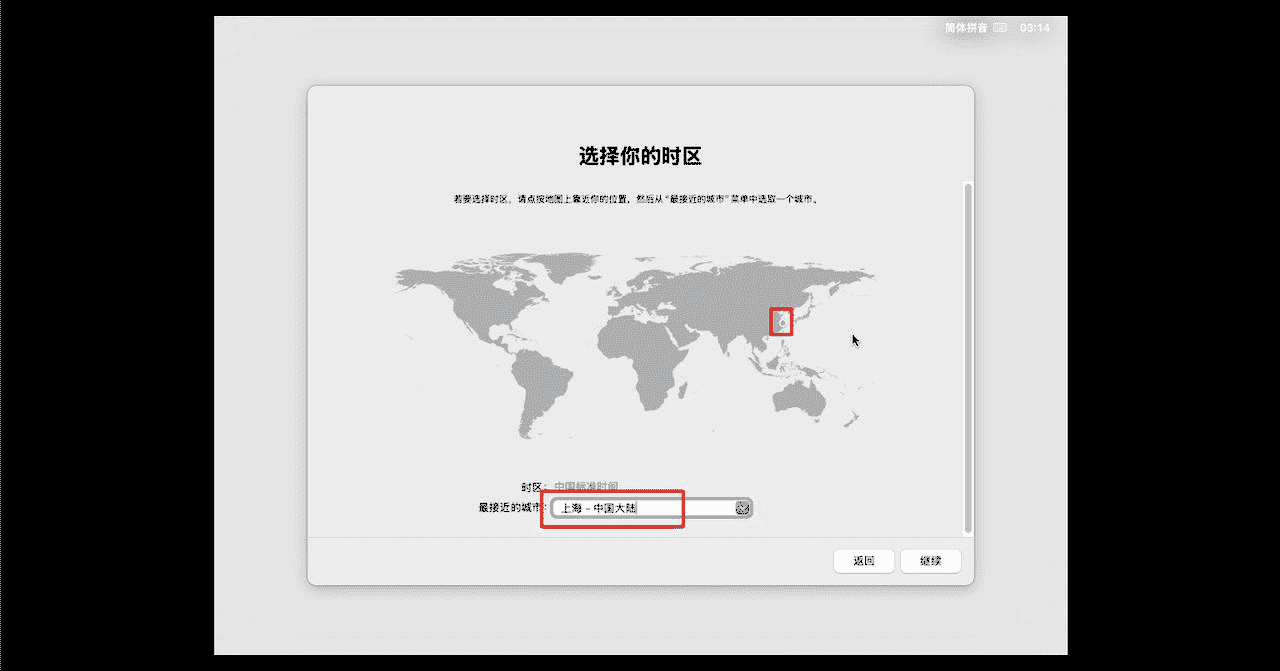 简体拼音 03:14
选择你的时区
若要选择时区，请点按地图上靠近你的位置，然后从“最接近的城市”菜单中选取一个城市。
时区： 中国标准时间
最接近的城市： 上海 – 中国大陆
返回 继续